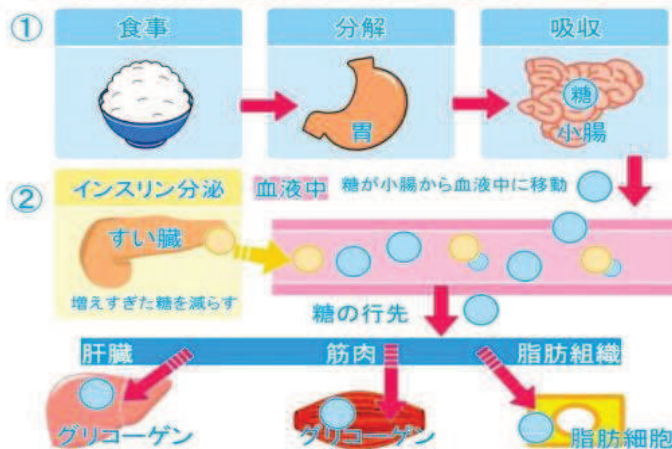 ① 食事 分解 吸収
糖
胃 小腸
② インスリン分泌 血液中 糖が小腸から血液中に移動
すい臓
増えすぎた糖を減らす
糖の行先
肝臓 筋肉 脂肪組織
グリコーゲン グリコーゲン 脂肪細胞